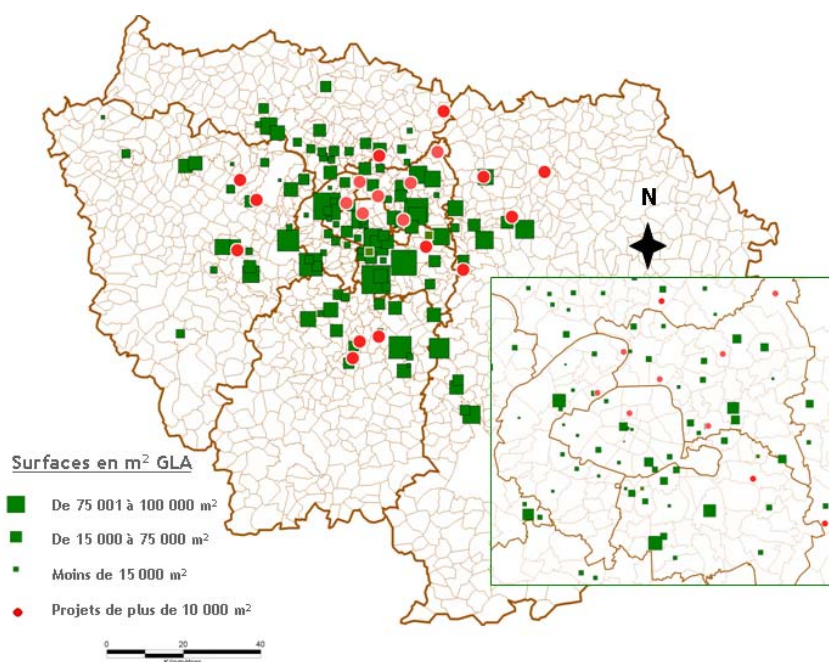 N
Surfaces en m² GLA
De 75 001 à 100 000 m²
De 15 000 à 75 000 m²
Moins de 15 000 m²
Projets de plus de 10 000 m²
0 20 40
Kilomètres